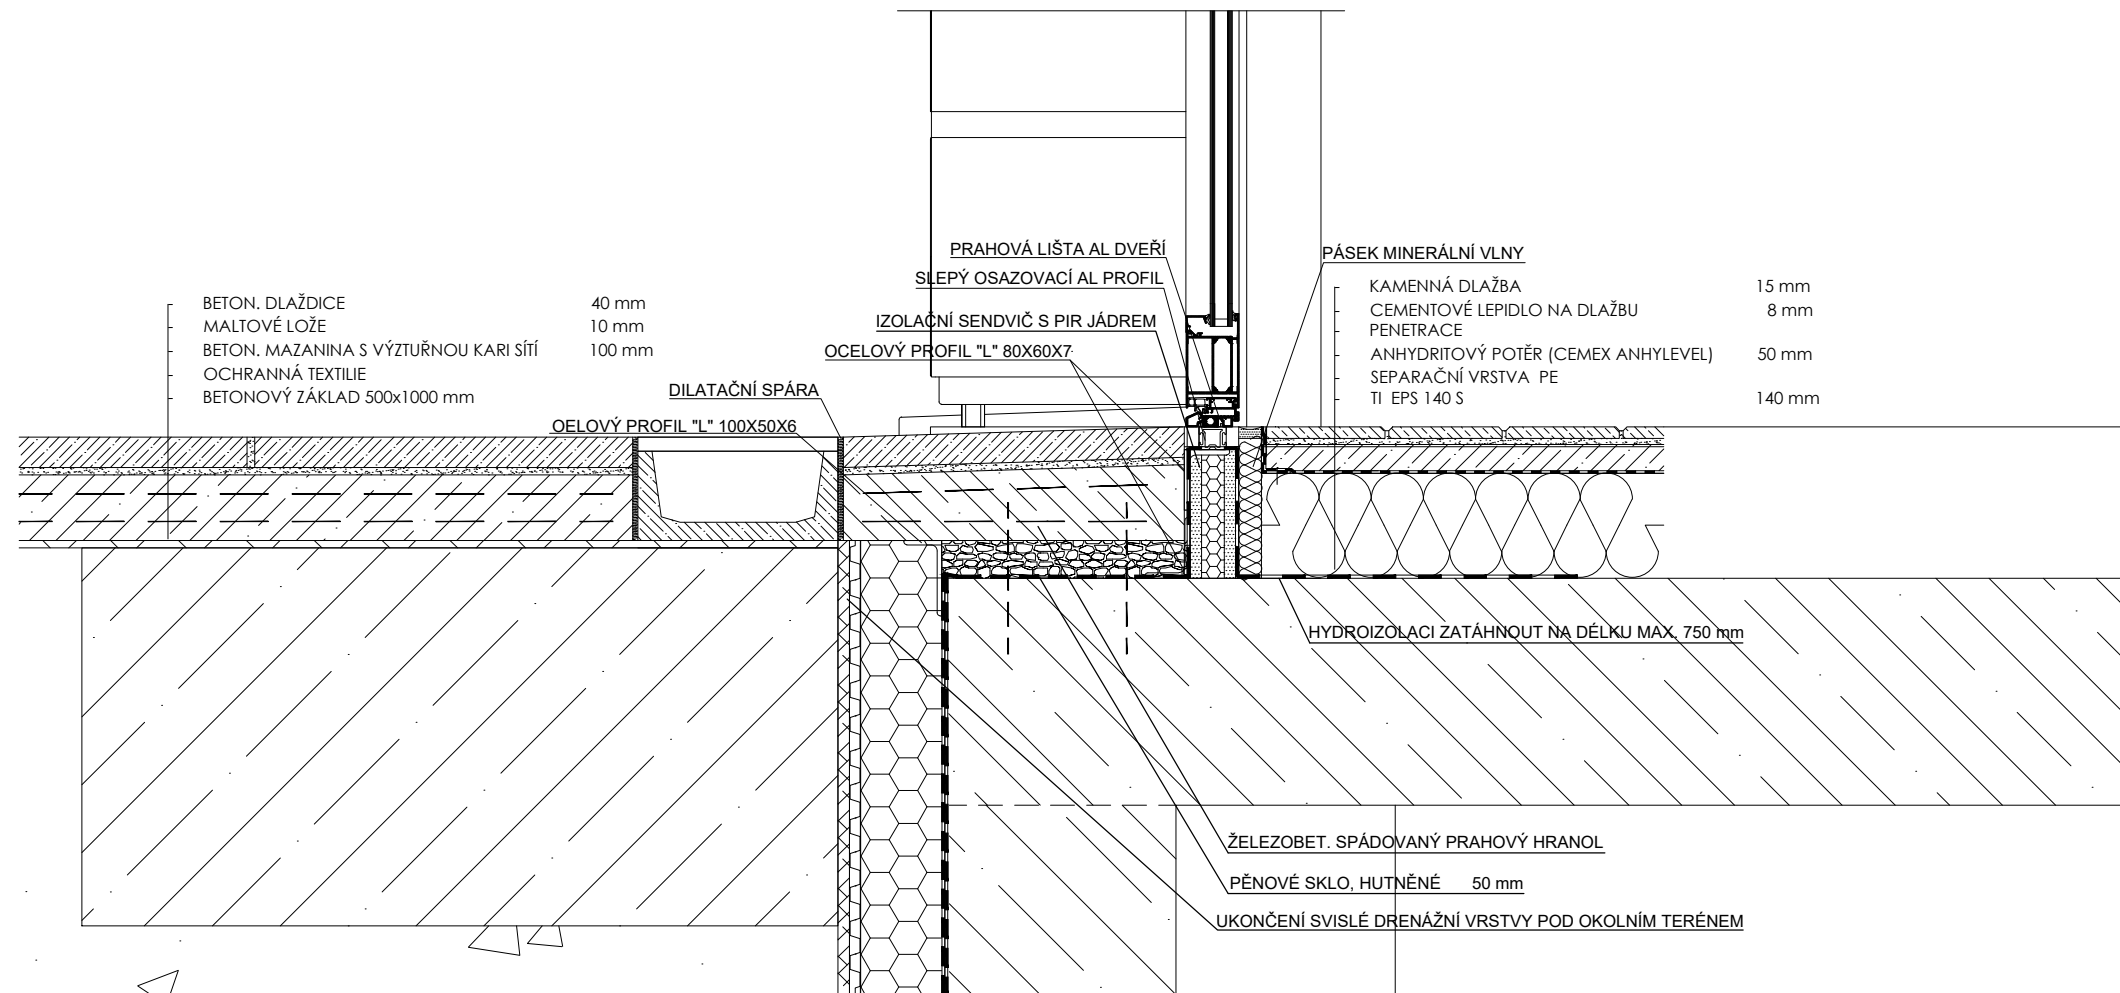 PRAHOVÁ LIŠTA AL DVEŘÍ
SLEPÝ OSAZOVACÍ AL PROFIL
IZOLAČNÍ SENDVIČ S PIR JÁDREM
OCELOVÝ PROFIL "L" 80X60X7
DILATAČNÍ SPÁRA
OELOVÝ PROFIL "L" 100X50X6
BETON. DLAŽDICE 40 mm
MALTOVÉ LOŽE 10 mm
BETON. MAZANINA S VÝZTUŘNOU KARI SÍTÍ 100 mm
OCHRANNÁ TEXTILIE
BETONOVÝ ZÁKLAD 500x1000 mm
PÁSEK MINERÁLNÍ VLNY
KAMENNÁ DLAŽBA 15 mm
CEMENTOVÉ LEPIDLO NA DLAŽBU 8 mm
PENETRACE
ANHYDRITOVÝ POTĚR (CEMEX ANHYLEVEL) 50 mm
SEPARAČNÍ VRSTVA PE
TI EPS 140 S 140 mm
HYDROIZOLACI ZATÁHNOUT NA DÉLKU MAX. 750 mm
ŽELEZOBET. SPÁDOVANÝ PRAHOVÝ HRANOL
PĚNOVÉ SKLO, HUTNĚNÉ 50 mm
UKONČENÍ SVISLÉ DRENÁŽNÍ VRSTVY POD OKOLNÍM TERÉNEM